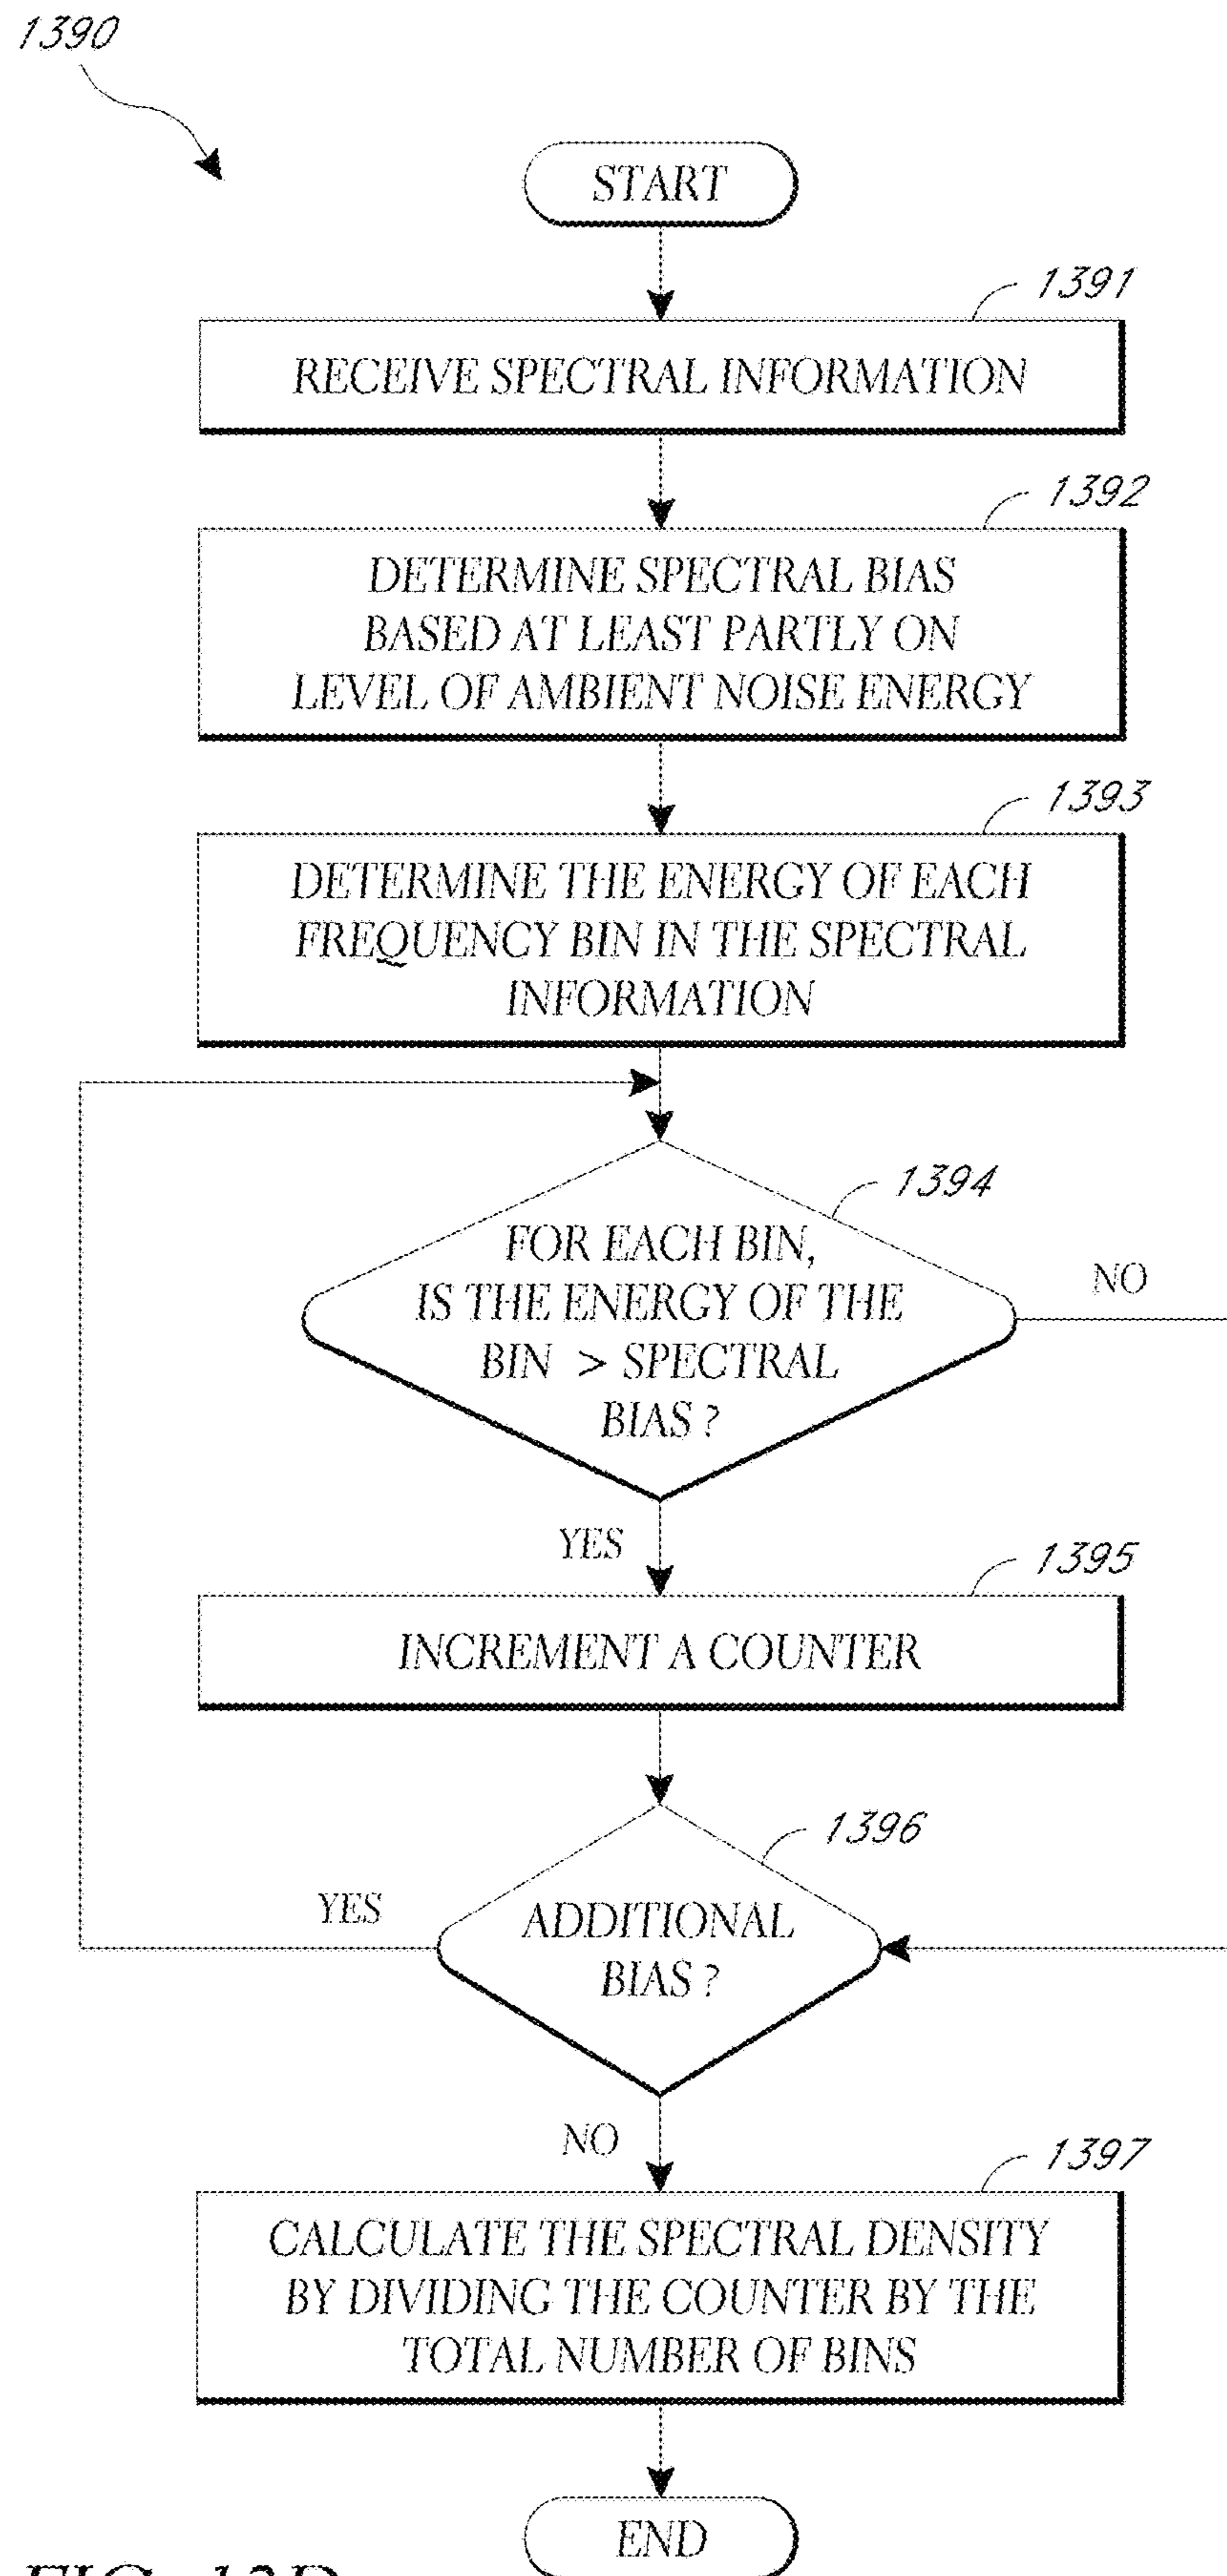 1390
START
1391
RECEIVE SPECTRAL INFORMATION
1392
DETERMINE SPECTRAL BIAS
BASED AT LEAST PARTLY ON
LEVEL OF AMBIENT NOISE ENERGY
1393
DETERMINE THE ENERGY OF EACH
FREQUENCY BIN IN THE SPECTRAL
INFORMATION
1394
FOR EACH BIN,
IS THE ENERGY OF THE
BIN > SPECTRAL
BIAS ?
NO
YES
1395
INCREMENT A COUNTER
1396
ADDITIONAL
BIAS ?
YES
NO
1397
CALCULATE THE SPECTRAL DENSITY
BY DIVIDING THE COUNTER BY THE
TOTAL NUMBER OF BINS
END